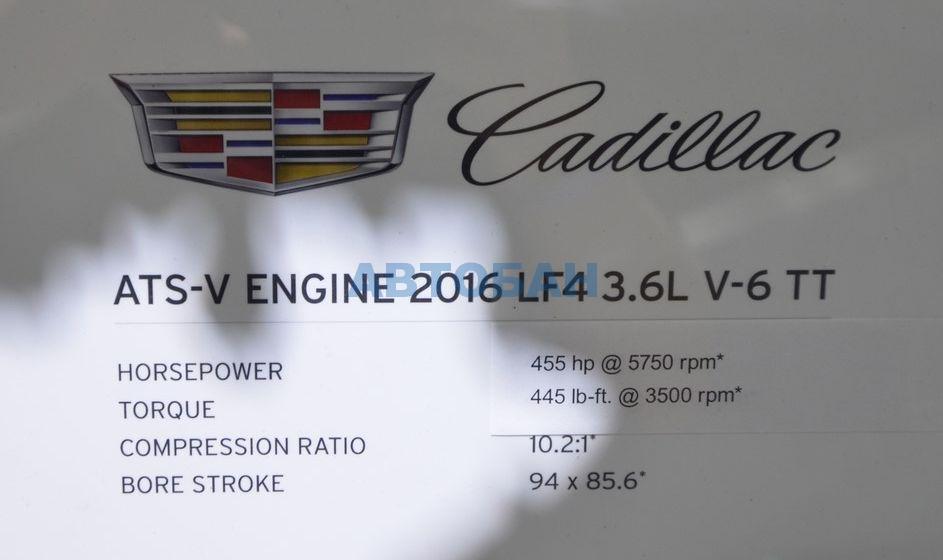 Cadillac
ATS-V ENGINE 2016 LF4 3.6L V-6 TT
АВТОБАН
HORSEPOWER 455 hp @ 5750 rpm*
TORQUE 445 lb-ft. @ 3500 rpm*
COMPRESSION RATIO 10.2:1*
BORE STROKE 94 x 85.6*